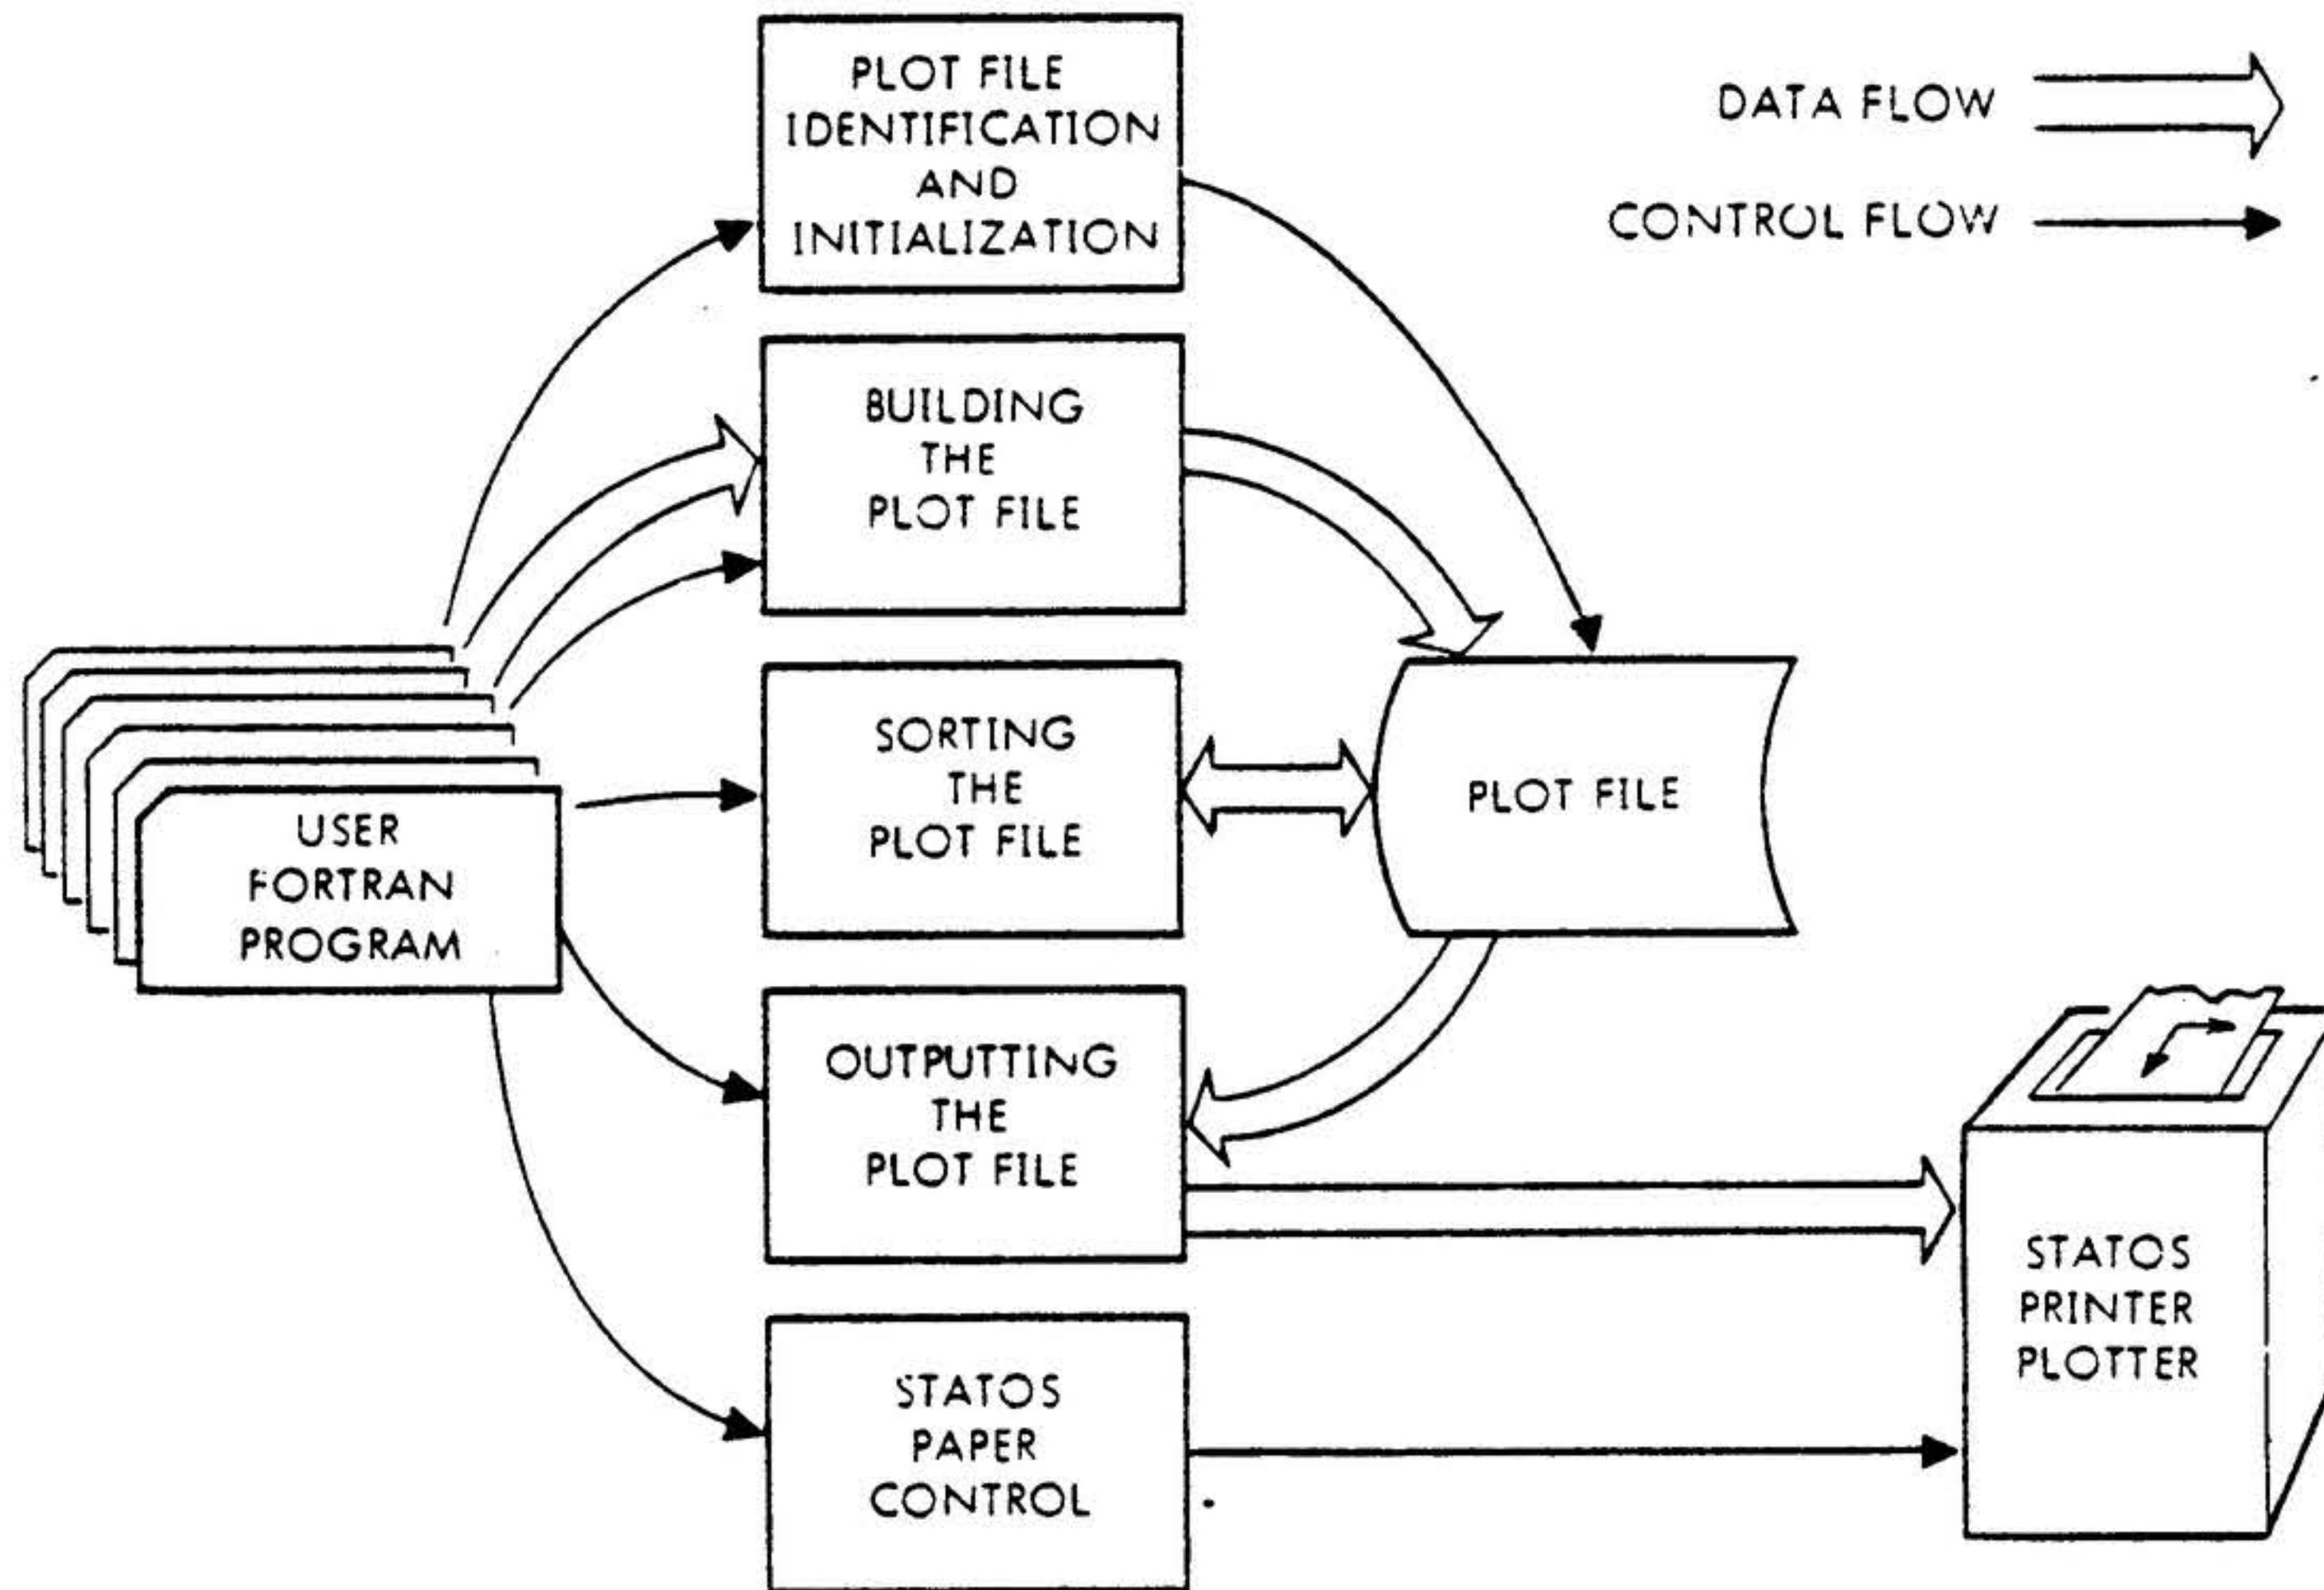 PLOT FILE
IDENTIFICATION
AND
INITIALIZATION
DATA FLOW
CONTROL FLOW
BUILDING
THE
PLOT FILE
SORTING
THE
PLOT FILE
PLOT FILE
USER
FORTRAN
PROGRAM
OUTPUTTING
THE
PLOT FILE
STATOS
PRINTER
PLOTTER
STATOS
PAPER
CONTROL